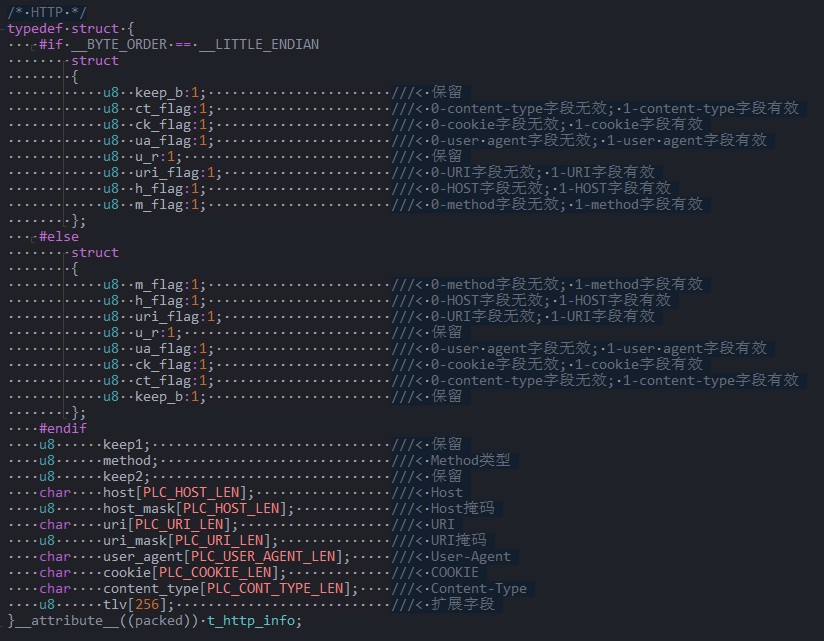 /* HTTP */
typedef struct {
    #if __BYTE_ORDER == __LITTLE_ENDIAN
        struct
        {
            u8  keep_b:1;                       ///< 保留
            u8  ct_flag:1;                      ///< 0-content-type字段无效; 1-content-type字段有效
            u8  ck_flag:1;                      ///< 0-cookie字段无效; 1-cookie字段有效
            u8  ua_flag:1;                      ///< 0-user agent字段无效; 1-user agent字段有效
            u8  u_r:1;                          ///< 保留
            u8  uri_flag:1;                     ///< 0-URI字段无效; 1-URI字段有效
            u8  h_flag:1;                       ///< 0-HOST字段无效; 1-HOST字段有效
            u8  m_flag:1;                       ///< 0-method字段无效; 1-method字段有效
        };
    #else
        struct
        {
            u8  m_flag:1;                       ///< 0-method字段无效; 1-method字段有效
            u8  h_flag:1;                       ///< 0-HOST字段无效; 1-HOST字段有效
            u8  uri_flag:1;                     ///< 0-URI字段无效; 1-URI字段有效
            u8  u_r:1;                          ///< 保留
            u8  ua_flag:1;                      ///< 0-user agent字段无效; 1-user agent字段有效
            u8  ck_flag:1;                      ///< 0-cookie字段无效; 1-cookie字段有效
            u8  ct_flag:1;                      ///< 0-content-type字段无效; 1-content-type字段有效
            u8  keep_b:1;                       ///< 保留
        };
    #endif
    u8      keep1;                              ///< 保留
    u8      method;                             ///< Method类型
    u8      keep2;                              ///< 保留
    char    host[PLC_HOST_LEN];                 ///< Host
    u8      host_mask[PLC_HOST_LEN];            ///< Host掩码
    char    uri[PLC_URI_LEN];                   ///< URI
    u8      uri_mask[PLC_URI_LEN];              ///< URI掩码
    char    user_agent[PLC_USER_AGENT_LEN];     ///< User-Agent
    char    cookie[PLC_COOKIE_LEN];             ///< COOKIE
    char    content_type[PLC_CONT_TYPE_LEN];    ///< Content-Type
    u8      tlv[256];                           ///< 扩展字段
}__attribute__((packed)) t_http_info;